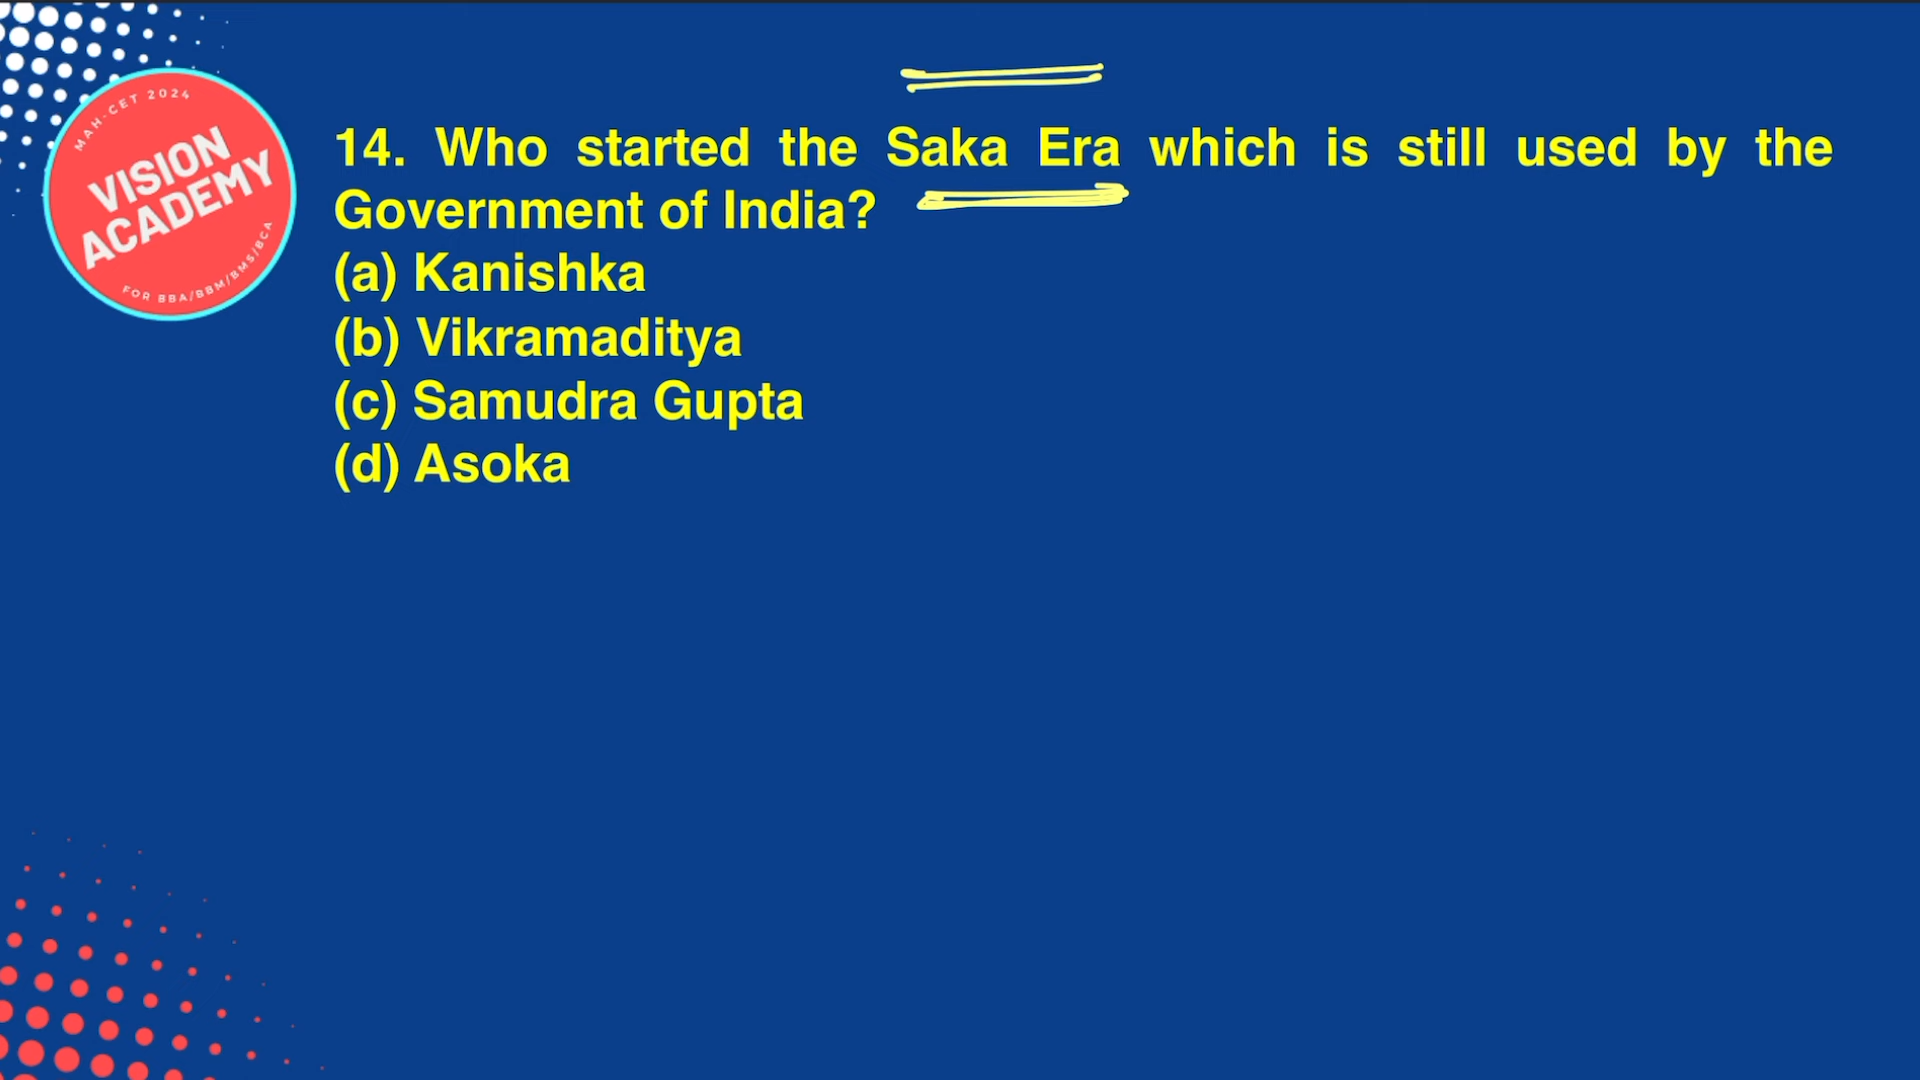 MAH-CET 2024
VISION
ACADEMY
FOR BBA/BBM/BMS/BCA
14. Who started the Saka Era which is still used by the
Government of India?
(a) Kanishka
(b) Vikramaditya
(c) Samudra Gupta
(d) Asoka